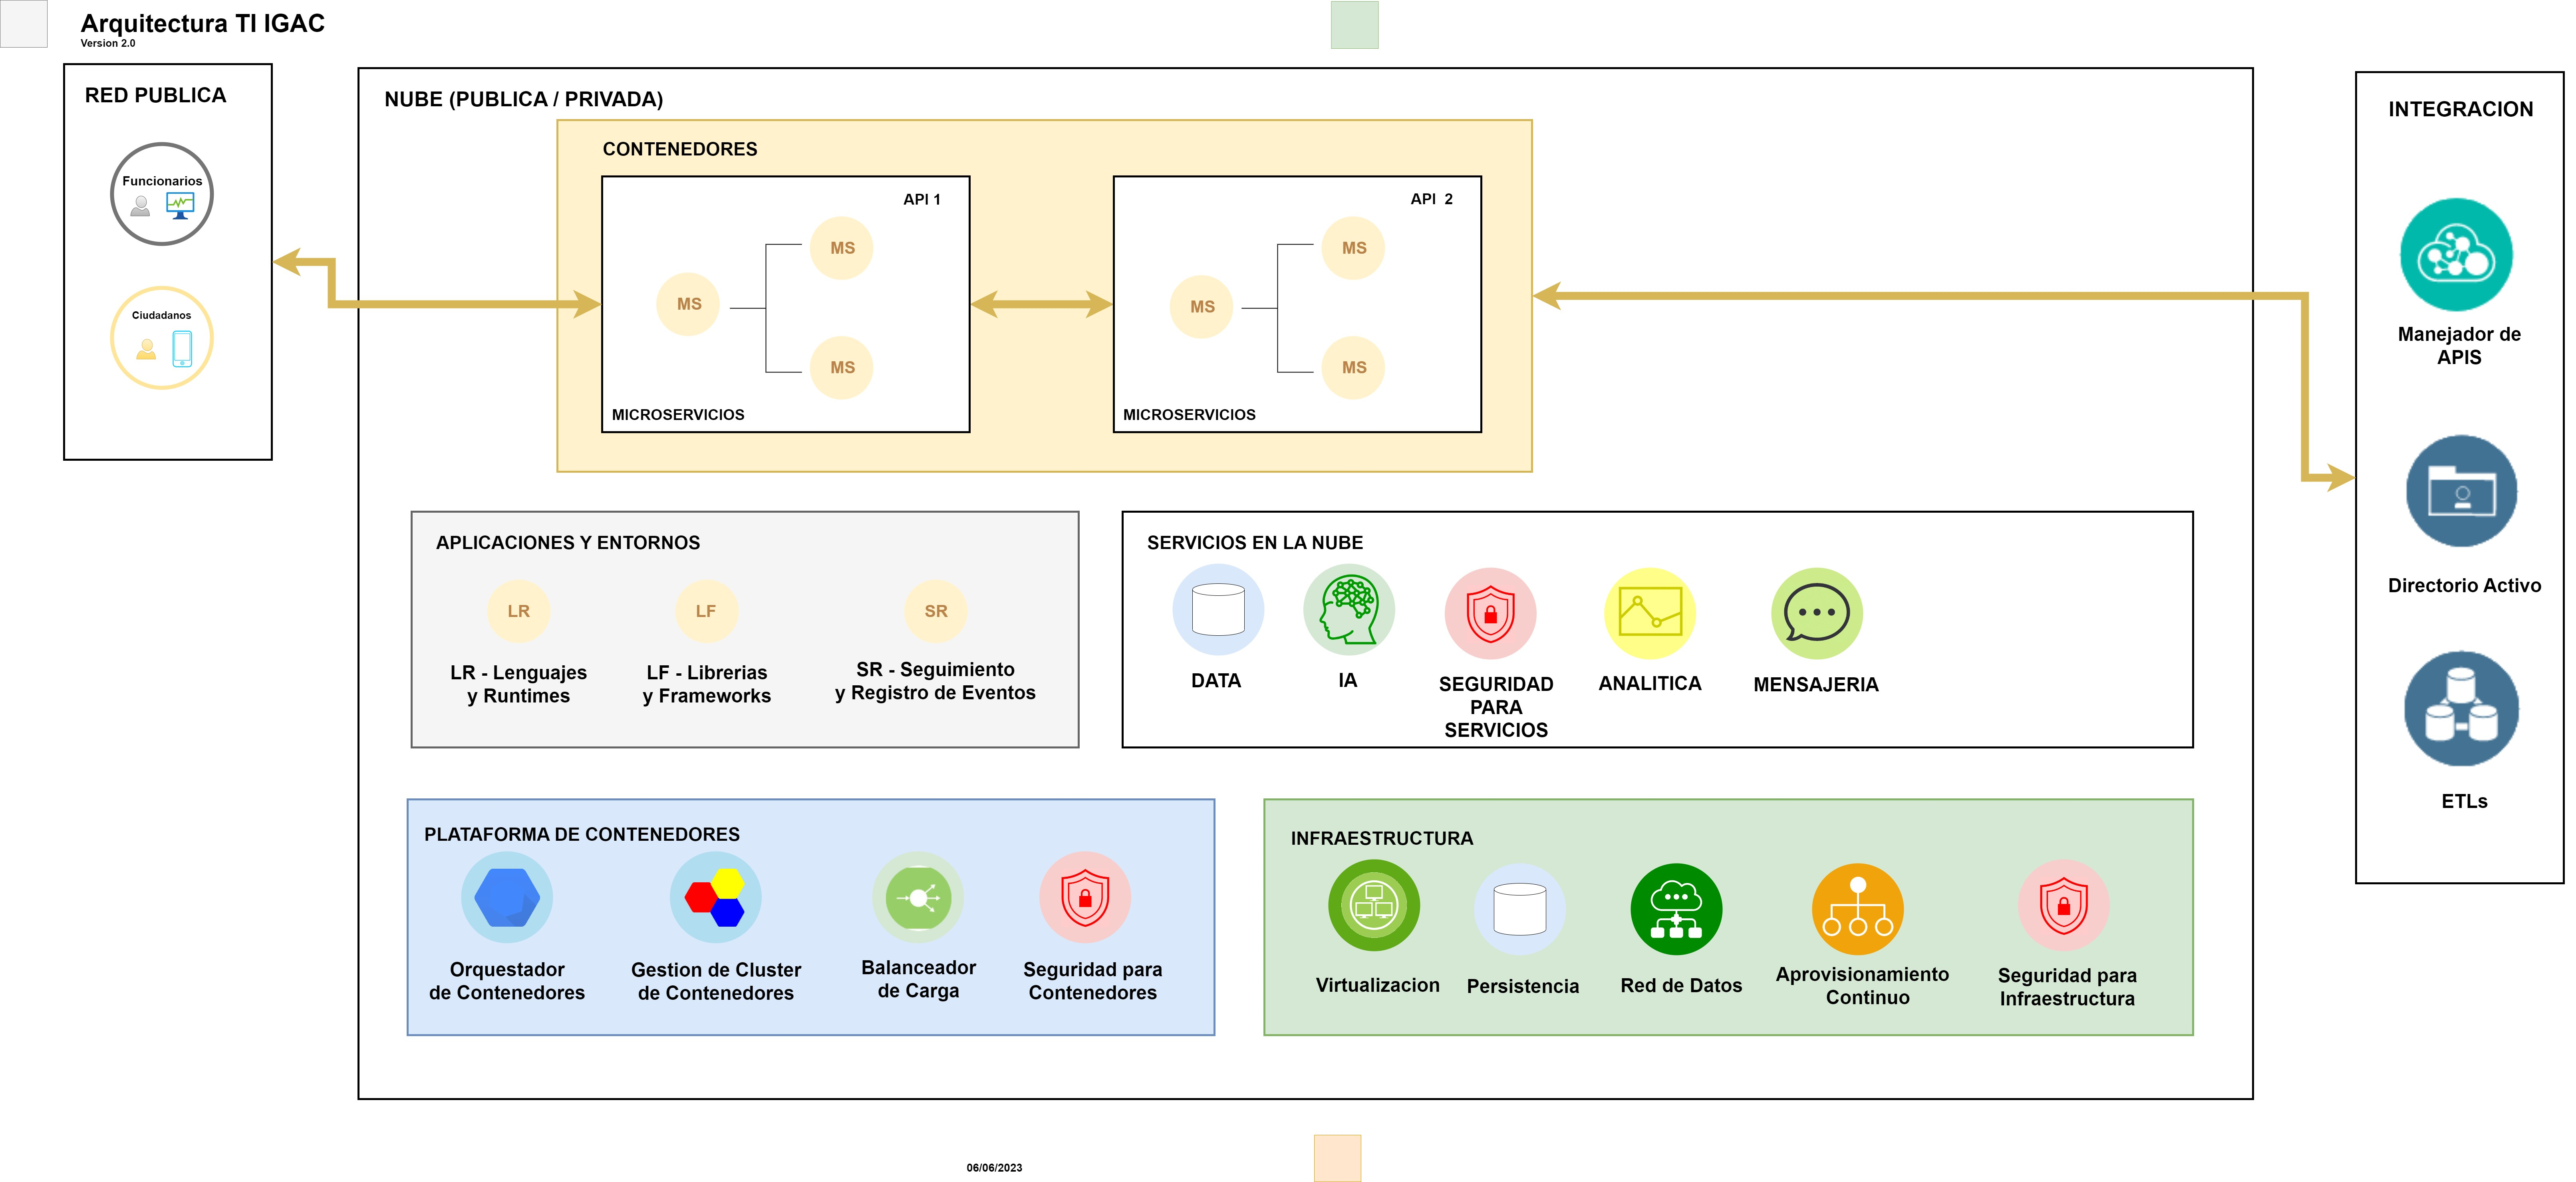 Arquitectura TI IGAC
Version 2.0
RED PUBLICA
Funcionarios
Ciudadanos
NUBE (PUBLICA / PRIVADA)
CONTENEDORES
API 1
MS
MS
MS
MICROSERVICIOS
API 2
MS
MS
MS
MICROSERVICIOS
APLICACIONES Y ENTORNOS
LR
LF
SR
LR - Lenguajes
y Runtimes
LF - Librerias
y Frameworks
SR - Seguimiento
y Registro de Eventos
SERVICIOS EN LA NUBE
DATA
IA
SEGURIDAD
PARA
SERVICIOS
ANALITICA
MENSAJERIA
PLATAFORMA DE CONTENEDORES
Orquestador
de Contenedores
Gestion de Cluster
de Contenedores
Balanceador
de Carga
Seguridad para
Contenedores
INFRAESTRUCTURA
Virtualizacion
Persistencia
Red de Datos
Aprovisionamiento
Continuo
Seguridad para
Infraestructura
INTEGRACION
Manejador de
APIS
Directorio Activo
ETLs
06/06/2023